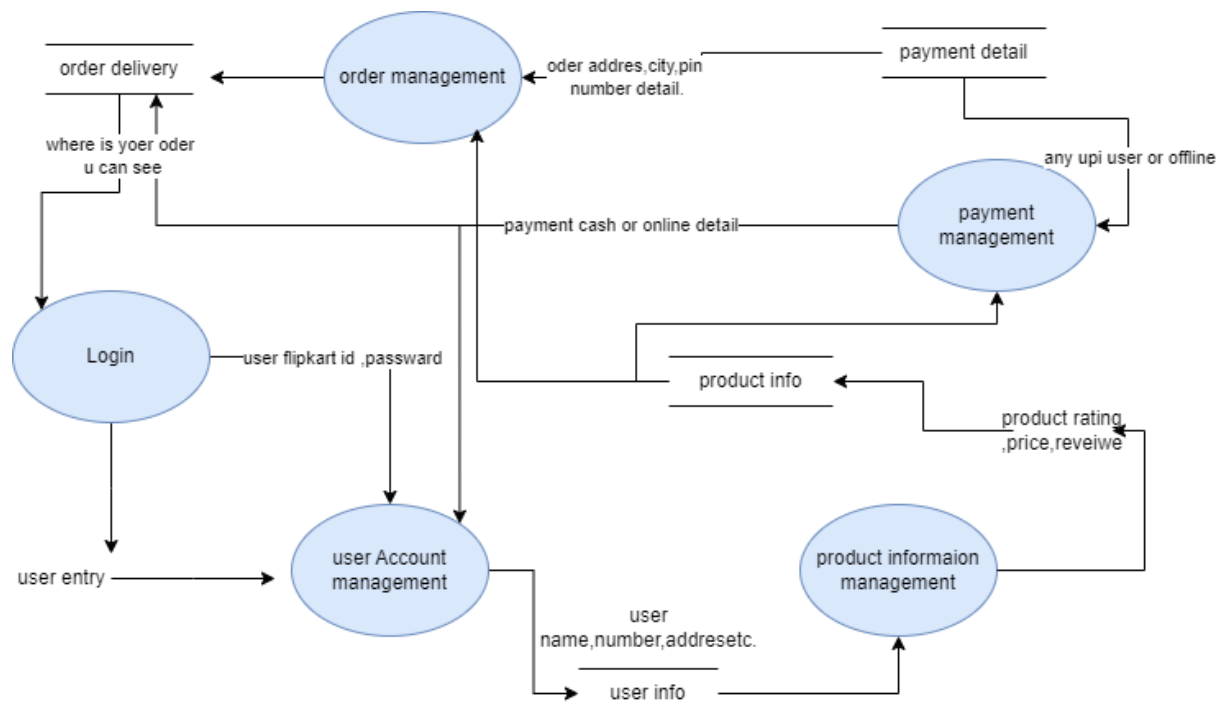 order delivery
order management
oder addres,city,pin
number detail.
payment detail
where is yoer oder
u can see
any upi user or offline
payment cash or online detail
payment
management
Login
user flipkart id ,passward
product info
product rating
,price,reveiwe
user entry
user Account
management
product informaion
management
user
name,number,addresetc.
user info